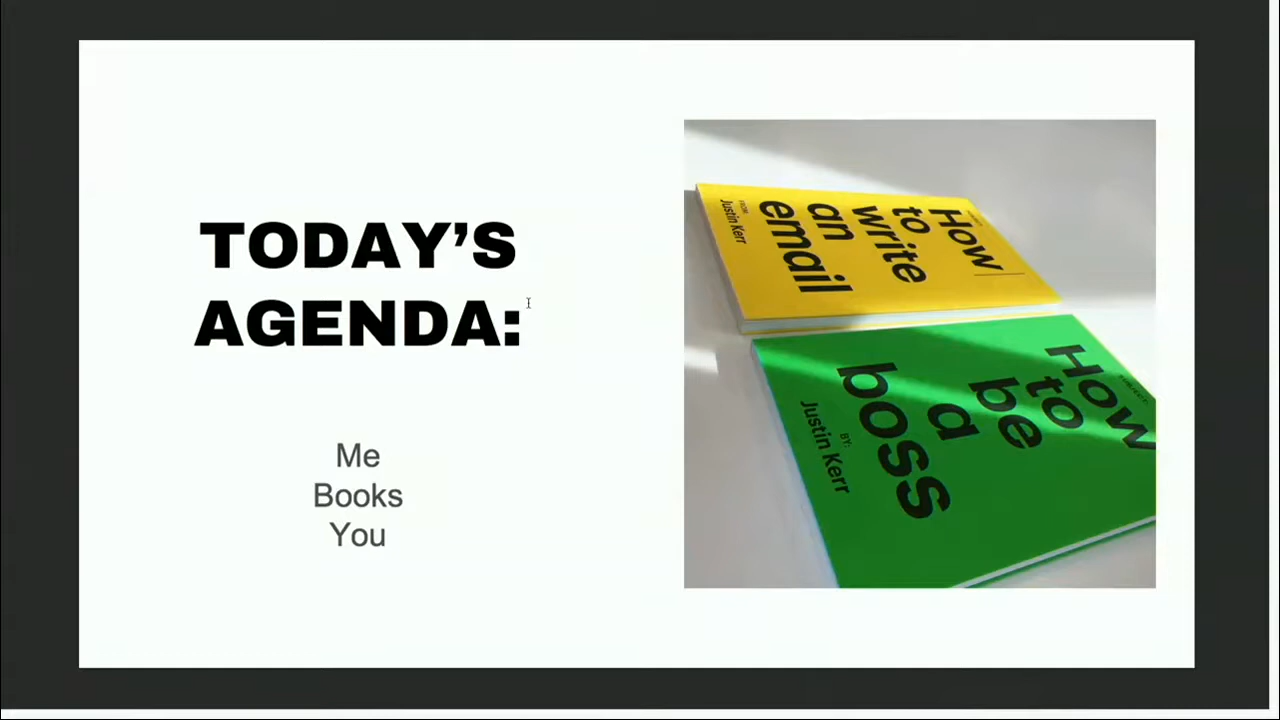 TODAY’S
AGENDA:
Me
Books
You
How
to
write
an
email
FROM:
Justin Kerr
How
to
be
a
boss
BY:
Justin Kerr